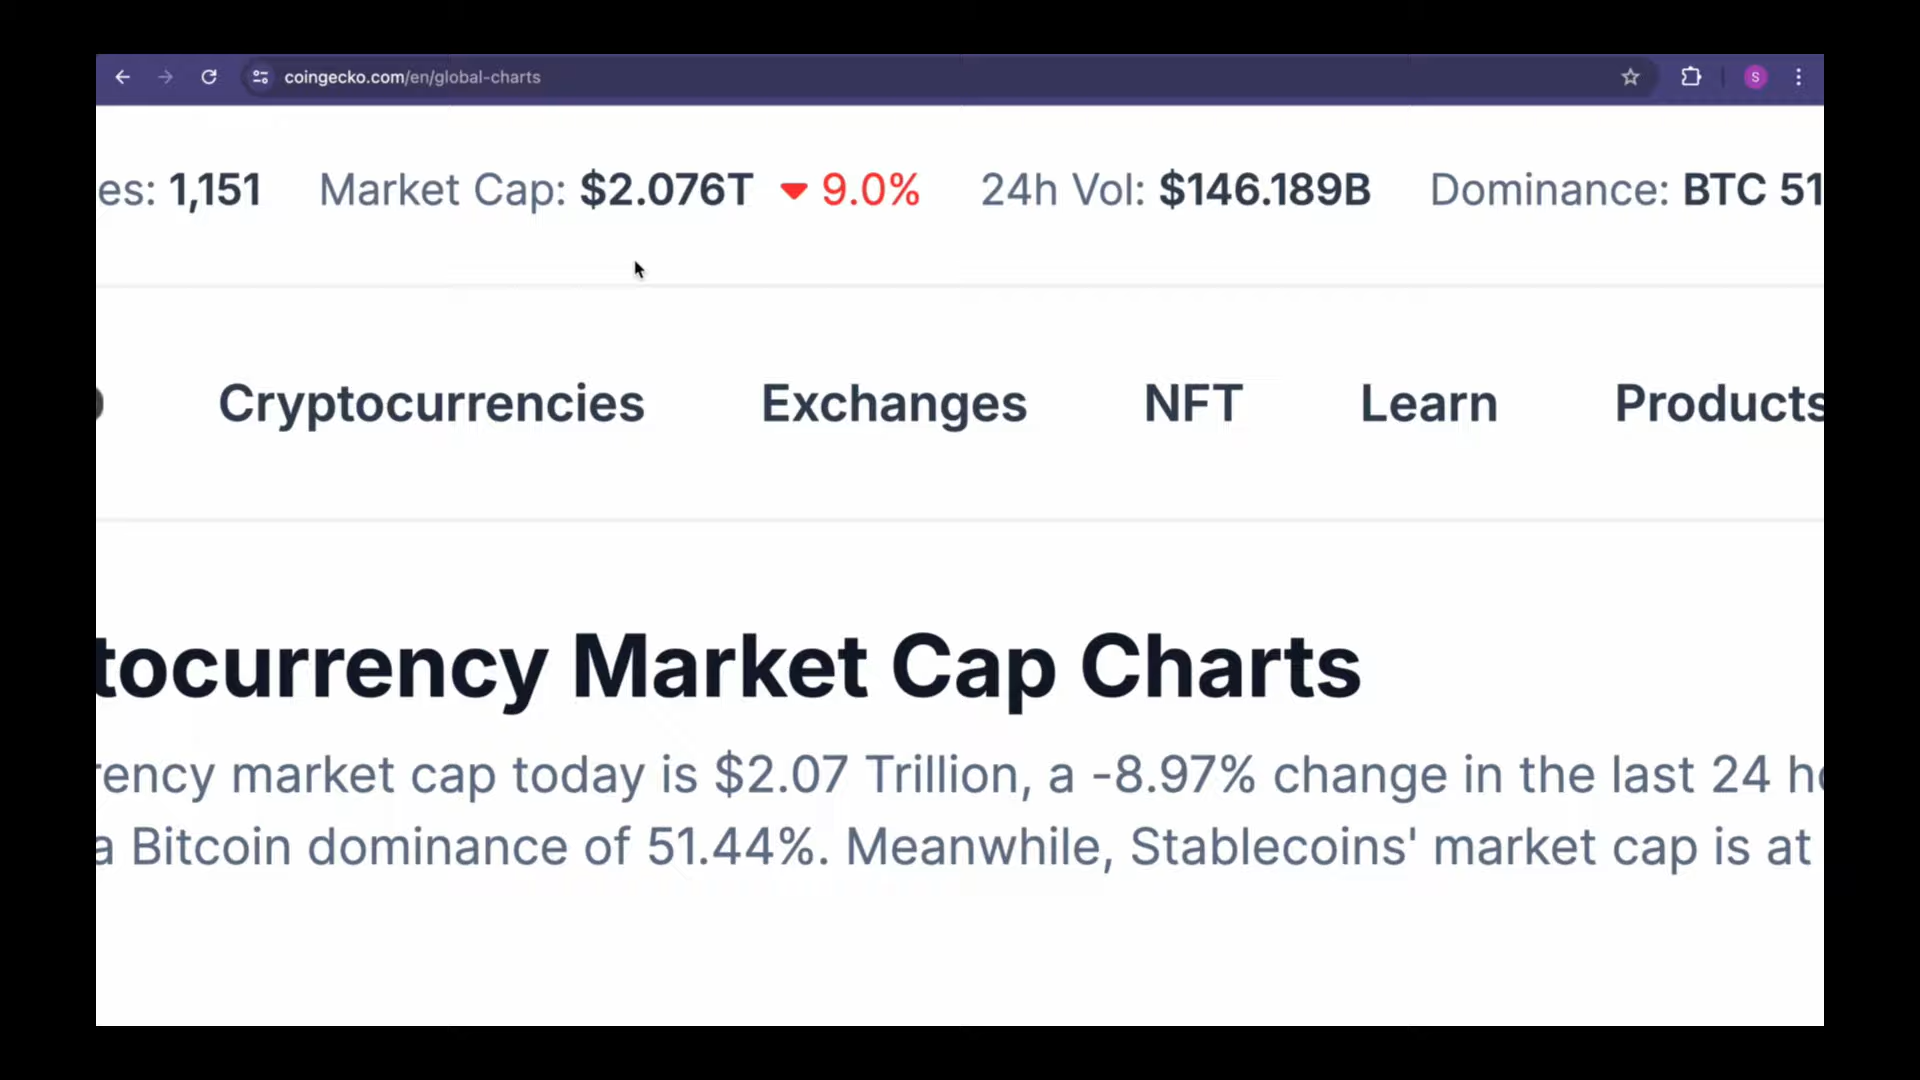 coingecko.com/en/global-charts
S
es: 1,151 Market Cap: $2.076T 9.0% 24h Vol: $146.189B Dominance: BTC 51
Cryptocurrencies Exchanges NFT Learn Products
tocurrency Market Cap Charts
rency market cap today is $2.07 Trillion, a -8.97% change in the last 24 h
a Bitcoin dominance of 51.44%. Meanwhile, Stablecoins' market cap is at